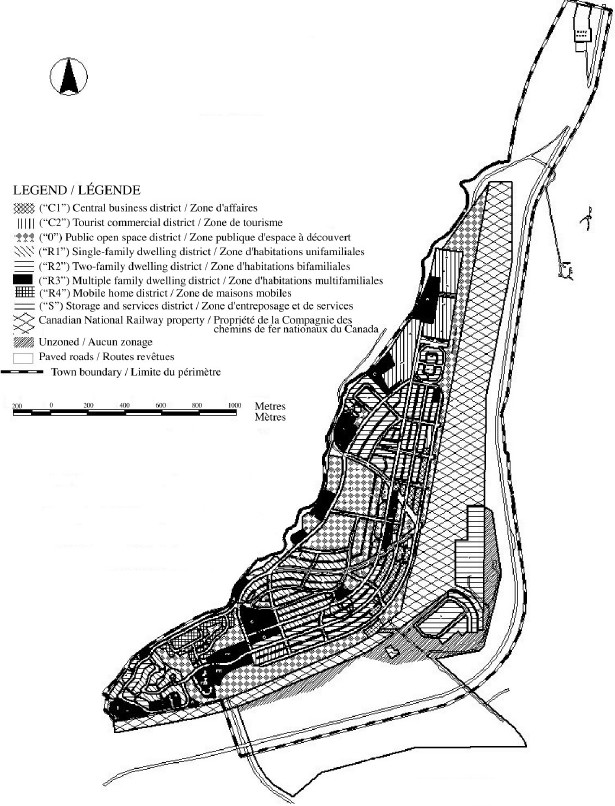 LEGEND / LÉGENDE
("C1") Central business district / Zone d'affaires
("C2") Tourist commercial district / Zone de tourisme
("0") Public open space district / Zone publique d'espace à découvert
("R1") Single-family dwelling district / Zone d'habitations unifamiliales
("R2") Two-family dwelling district / Zone d'habitations bifamiliales
("R3") Multiple family dwelling district / Zone d'habitations multifamiliales
("R4") Mobile home district / Zone de maisons mobiles
("S") Storage and services district / Zone d'entreposage et de services
Canadian National Railway property / Propriété de la Compagnie des
chemins de fer nationaux du Canada
Unzoned / Aucun zonage
Paved roads / Routes revêtues
Town boundary / Limite du périmètre
200 0 200 400 600 800 1000 Metres
Mètres